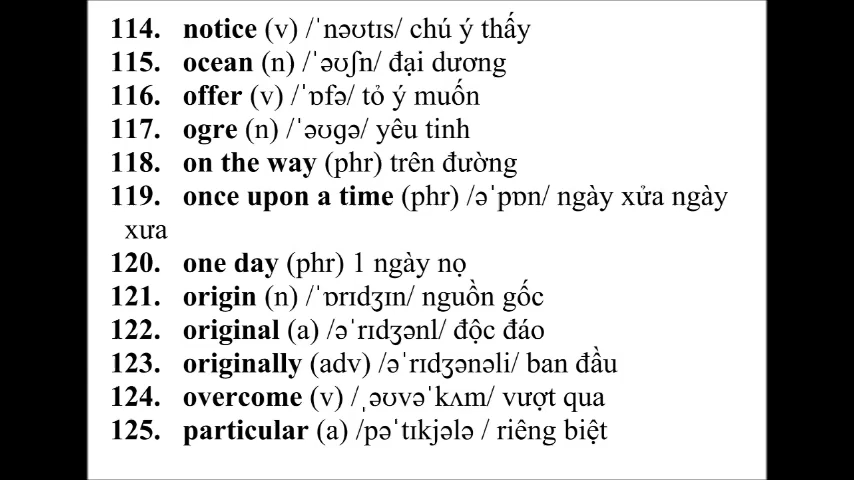 114. notice (v) /ˈnəʊtɪs/ chú ý thấy
115. ocean (n) /ˈəʊʃn/ đại dương
116. offer (v) /ˈɒfə/ tỏ ý muốn
117. ogre (n) /ˈəʊɡə/ yêu tinh
118. on the way (phr) trên đường
119. once upon a time (phr) /əˈpɒn/ ngày xửa ngày
xưa
120. one day (phr) 1 ngày nọ
121. origin (n) /ˈɒrɪdʒɪn/ nguồn gốc
122. original (a) /əˈrɪdʒənl/ độc đáo
123. originally (adv) /əˈrɪdʒənəli/ ban đầu
124. overcome (v) /ˌəʊvəˈkʌm/ vượt qua
125. particular (a) /pəˈtɪkjələ / riêng biệt